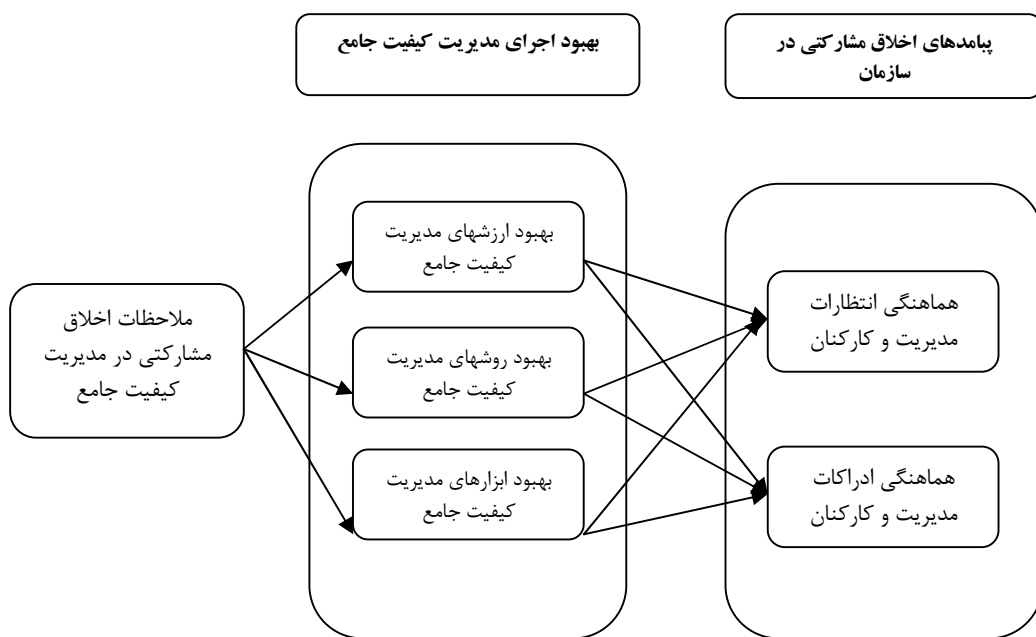 پیامدهای اخلاق مشارکتی در
سازمان
بهبود اجرای مدیریت کیفیت جامع
ملاحظات اخلاق
مشارکتی در مدیریت
کیفیت جامع
بهبود ارزشهای مدیریت
کیفیت جامع
بهبود روشهای مدیریت
کیفیت جامع
بهبود ابزارهای مدیریت
کیفیت جامع
هماهنگی انتظارات
مدیریت و کارکنان
هماهنگی ادراکات
مدیریت و کارکنان